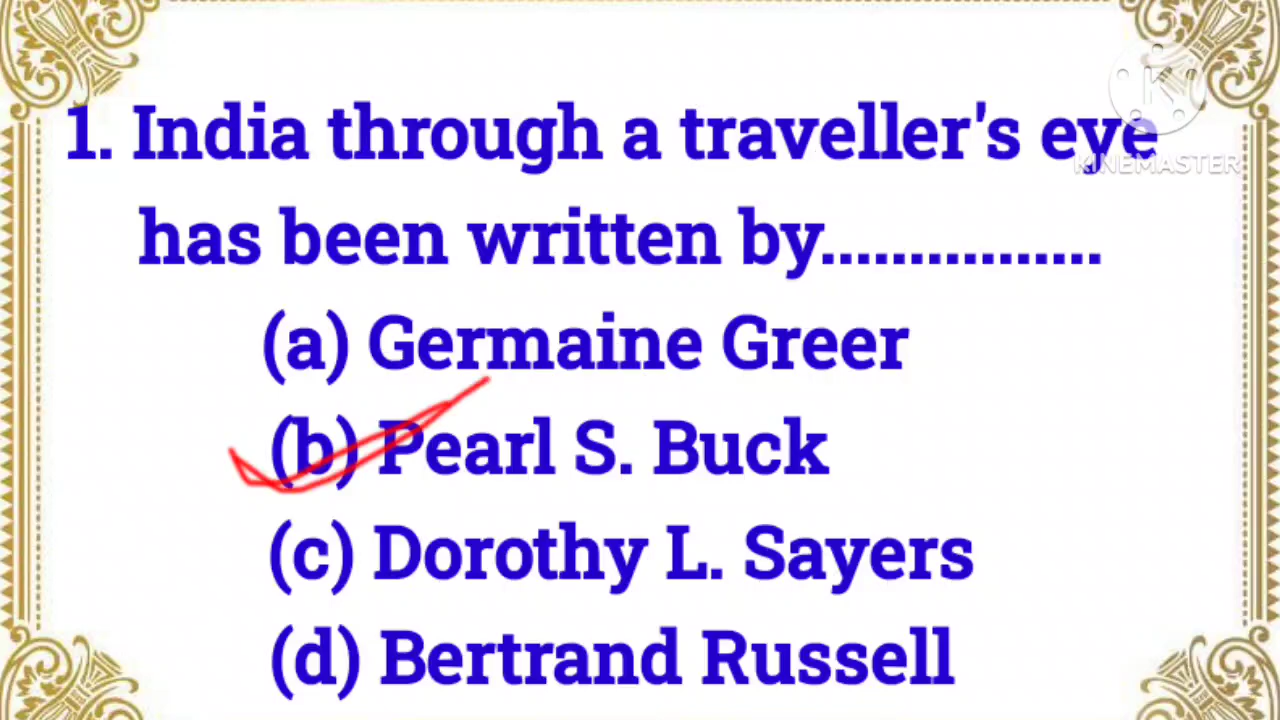 1. India through a traveller's eye
KINEMASTER
has been written by................
(a) Germaine Greer
(b) Pearl S. Buck
(c) Dorothy L. Sayers
(d) Bertrand Russell